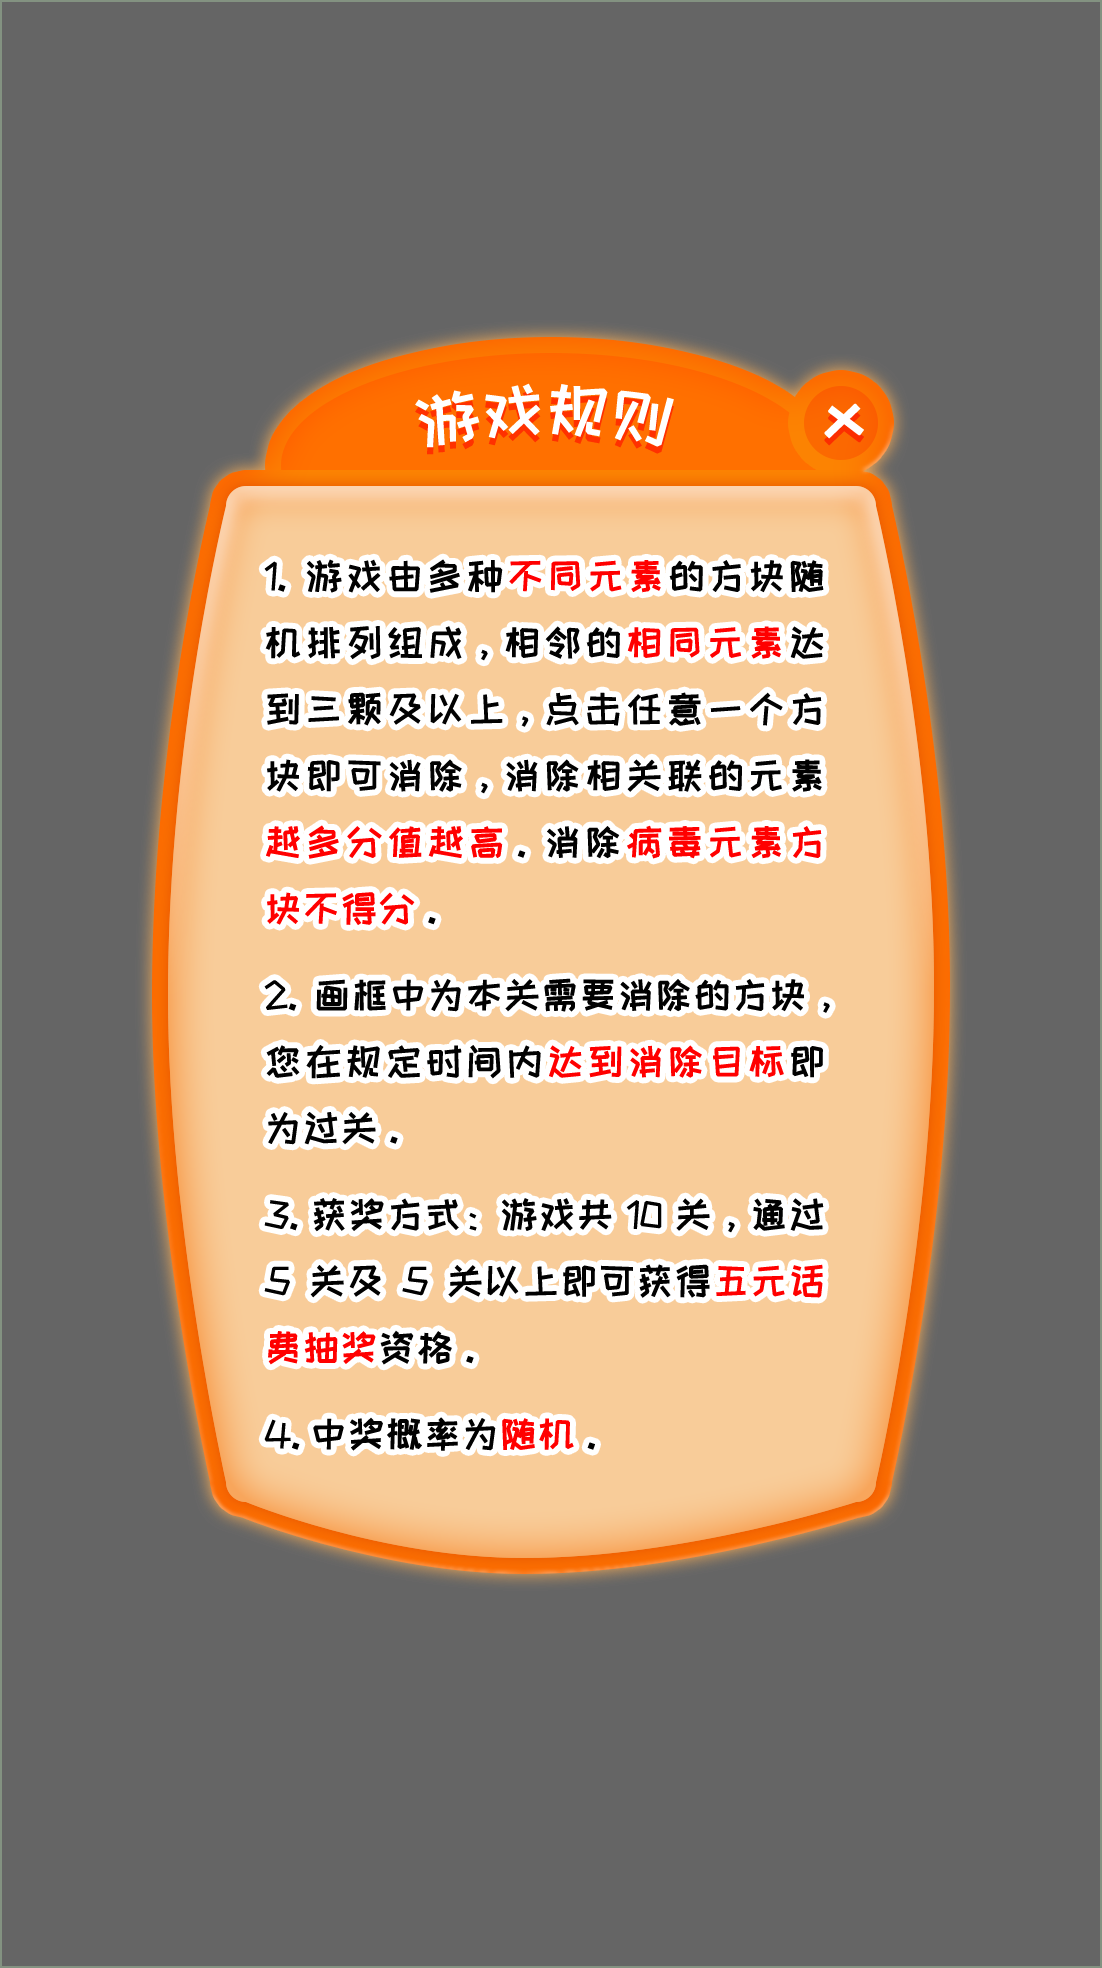 游戏规则
1. 游戏由多种不同元素的方块随
机排列组成，相邻的相同元素达
到三颗及以上，点击任意一个方
块即可消除，消除相关联的元素
越多分值越高．消除病毒元素方
块不得分．
2. 画框中为本关需要消除的方块，
您在规定时间内达到消除目标即
为过关．
3. 获奖方式：游戏共 10 关，通过
5 关及 5 关以上即可获得五元话
费抽奖资格．
4. 中奖概率为随机．